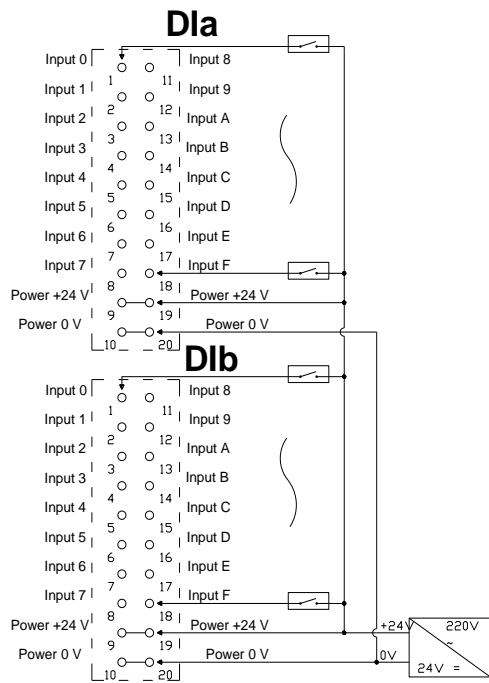 DIa
Input 0 Input 8
1 11
Input 1 Input 9
2 12
Input 2 Input A
3 13
Input 3 Input B
4 14
Input 4 Input C
5 15
Input 5 Input D
6 16
Input 6 Input E
7 17
Input 7 Input F
8 18
Power +24 V Power +24 V
9 19
Power 0 V Power 0 V
10 20
DIb
Input 0 Input 8
1 11
Input 1 Input 9
2 12
Input 2 Input A
3 13
Input 3 Input B
4 14
Input 4 Input C
5 15
Input 5 Input D
6 16
Input 6 Input E
7 17
Input 7 Input F
8 18
Power +24 V Power +24 V +24V 220V
9 19
~
Power 0 V Power 0 V 0V
10 20 24V =